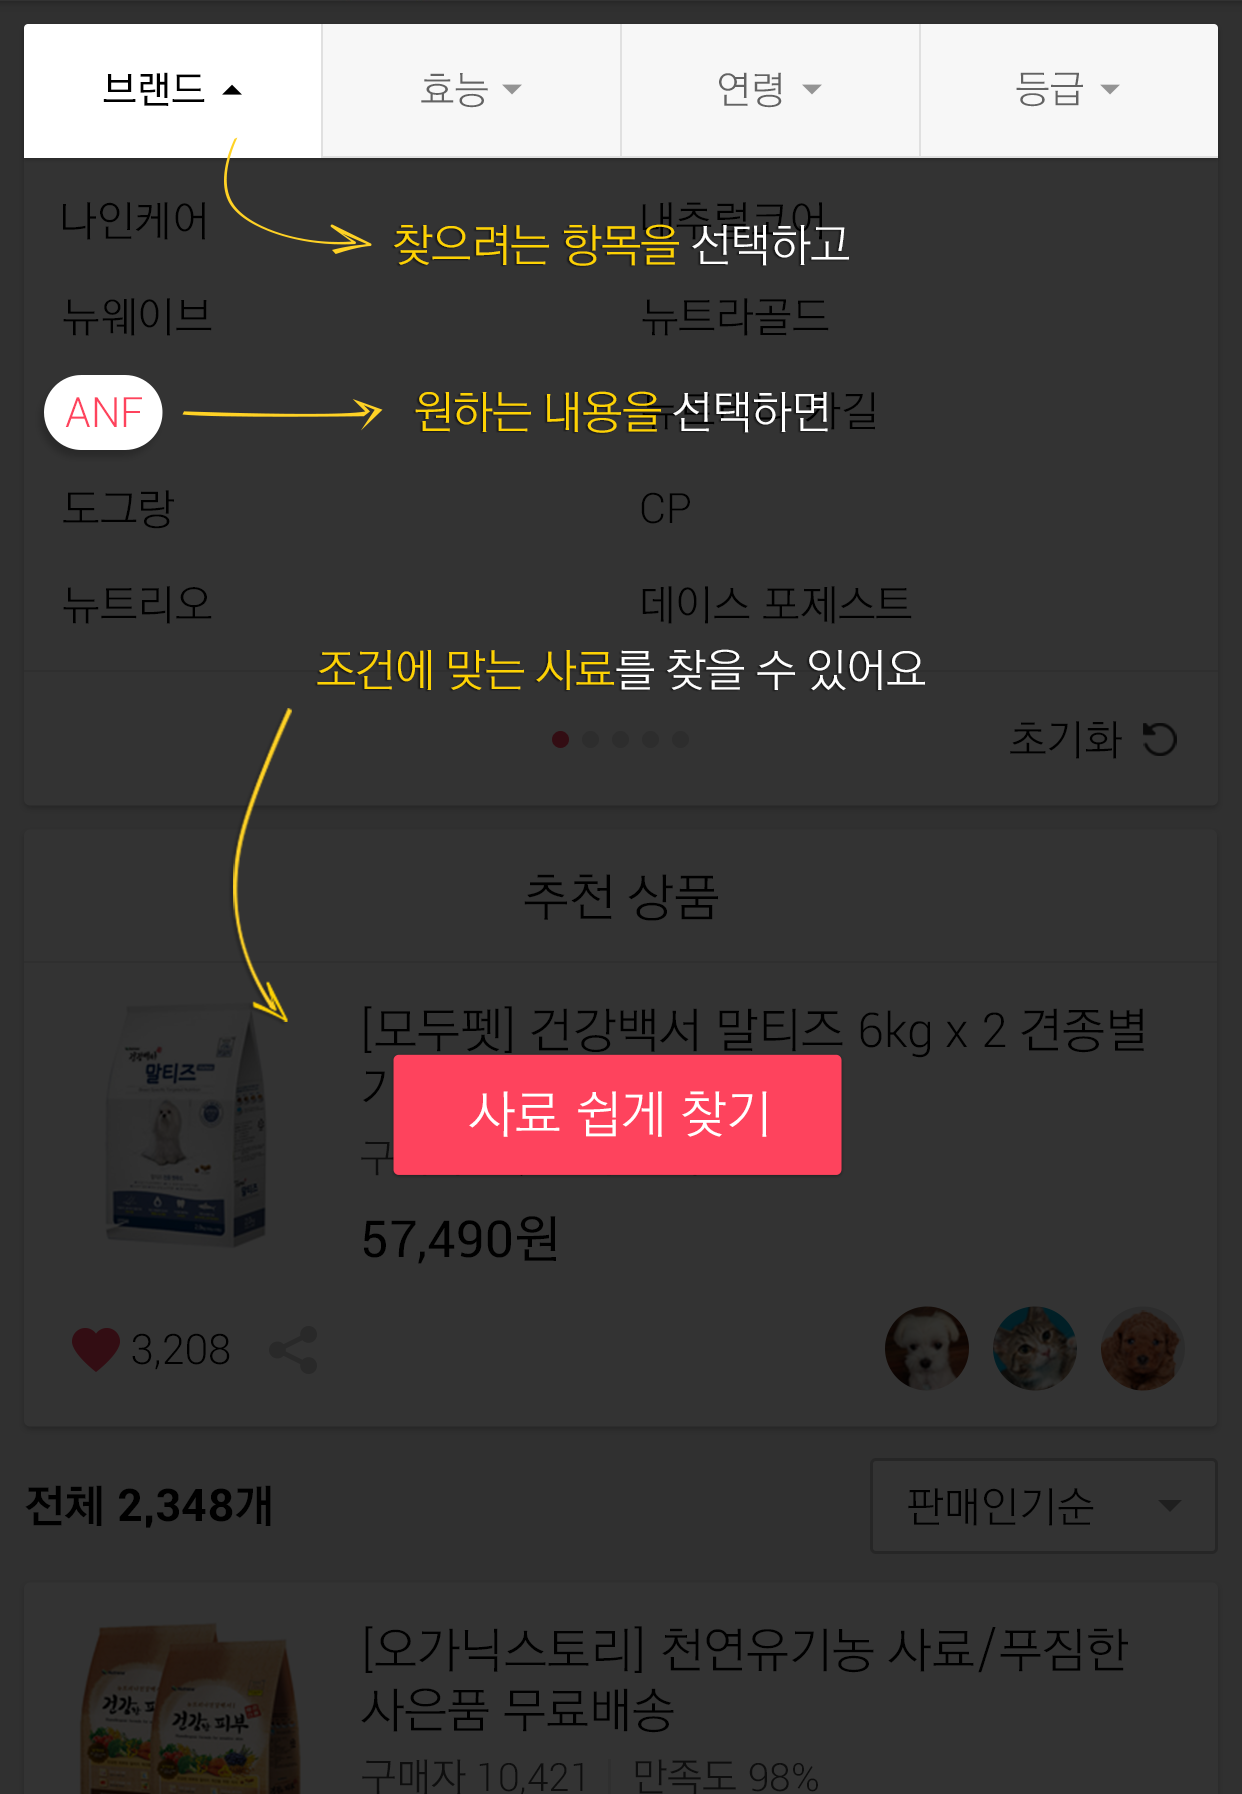 브랜드
효능
연령
등급
나인케어
내추럴코어
찾으려는 항목을 선택하고
뉴웨이브
뉴트라골드
ANF
원하는 내용을 선택하면
도그랑
CP
뉴트리오
데이스 포제스트
조건에 맞는 사료를 찾을 수 있어요
초기화
추천 상품
[모두펫] 건강백서 말티즈 6kg x 2 견종별
사료 쉽게 찾기
57,490원
건강백서
말티즈
3,208
전체 2,348개
판매인기순
[오가닉스토리] 천연유기농 사료/푸짐한
사은품 무료배송
구매자 10,421
만족도 98%
건강한 피부